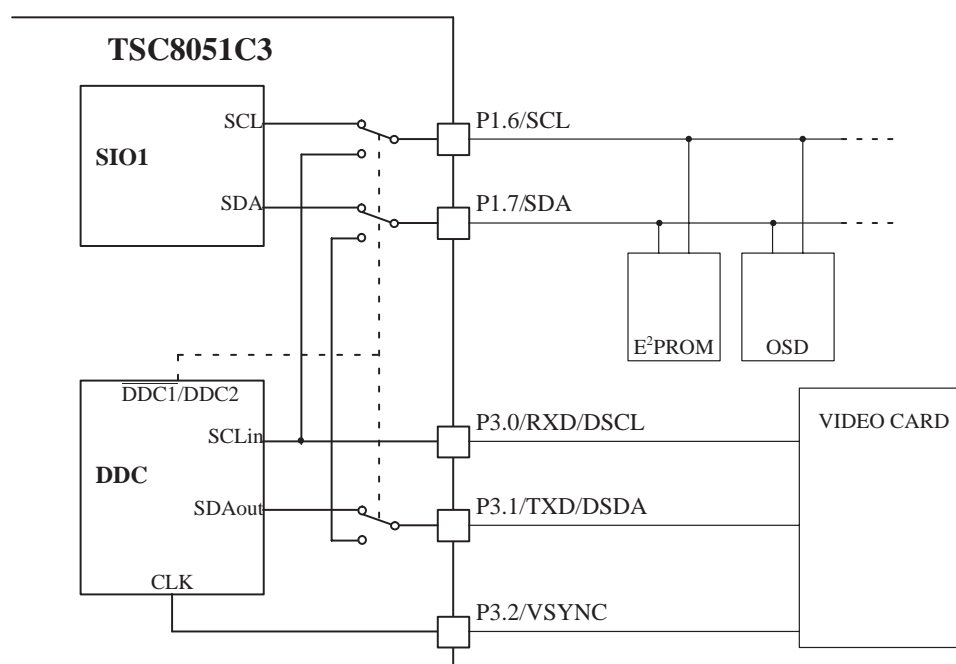 TSC8051C3
SCL
P1.6/SCL
SIO1
SDA
P1.7/SDA
E²PROM
OSD
DDC1/DDC2
VIDEO CARD
SCLin
P3.0/RXD/DSCL
DDC
SDAout
P3.1/TXD/DSDA
CLK
P3.2/VSYNC